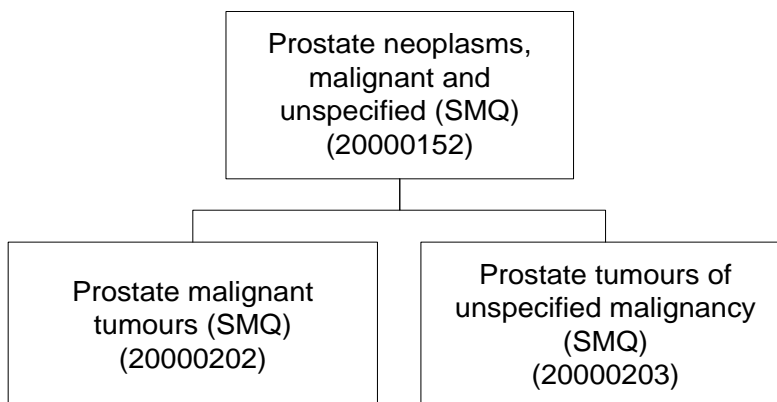 Prostate neoplasms,
malignant and
unspecified (SMQ)
(20000152)
Prostate malignant
tumours (SMQ)
(20000202)
Prostate tumours of
unspecified malignancy
(SMQ)
(20000203)